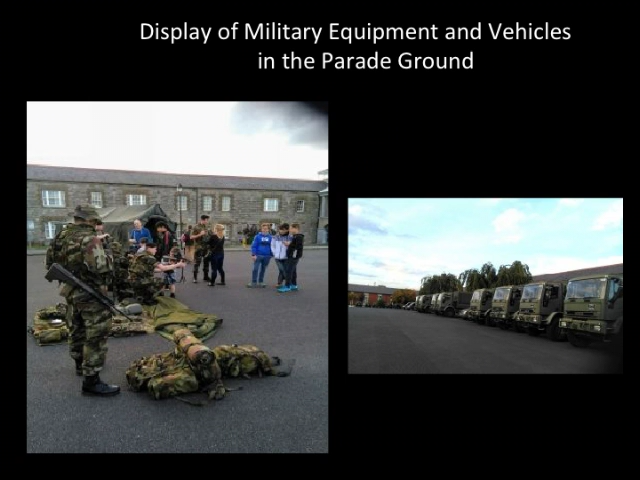 Display of Military Equipment and Vehicles
in the Parade Ground